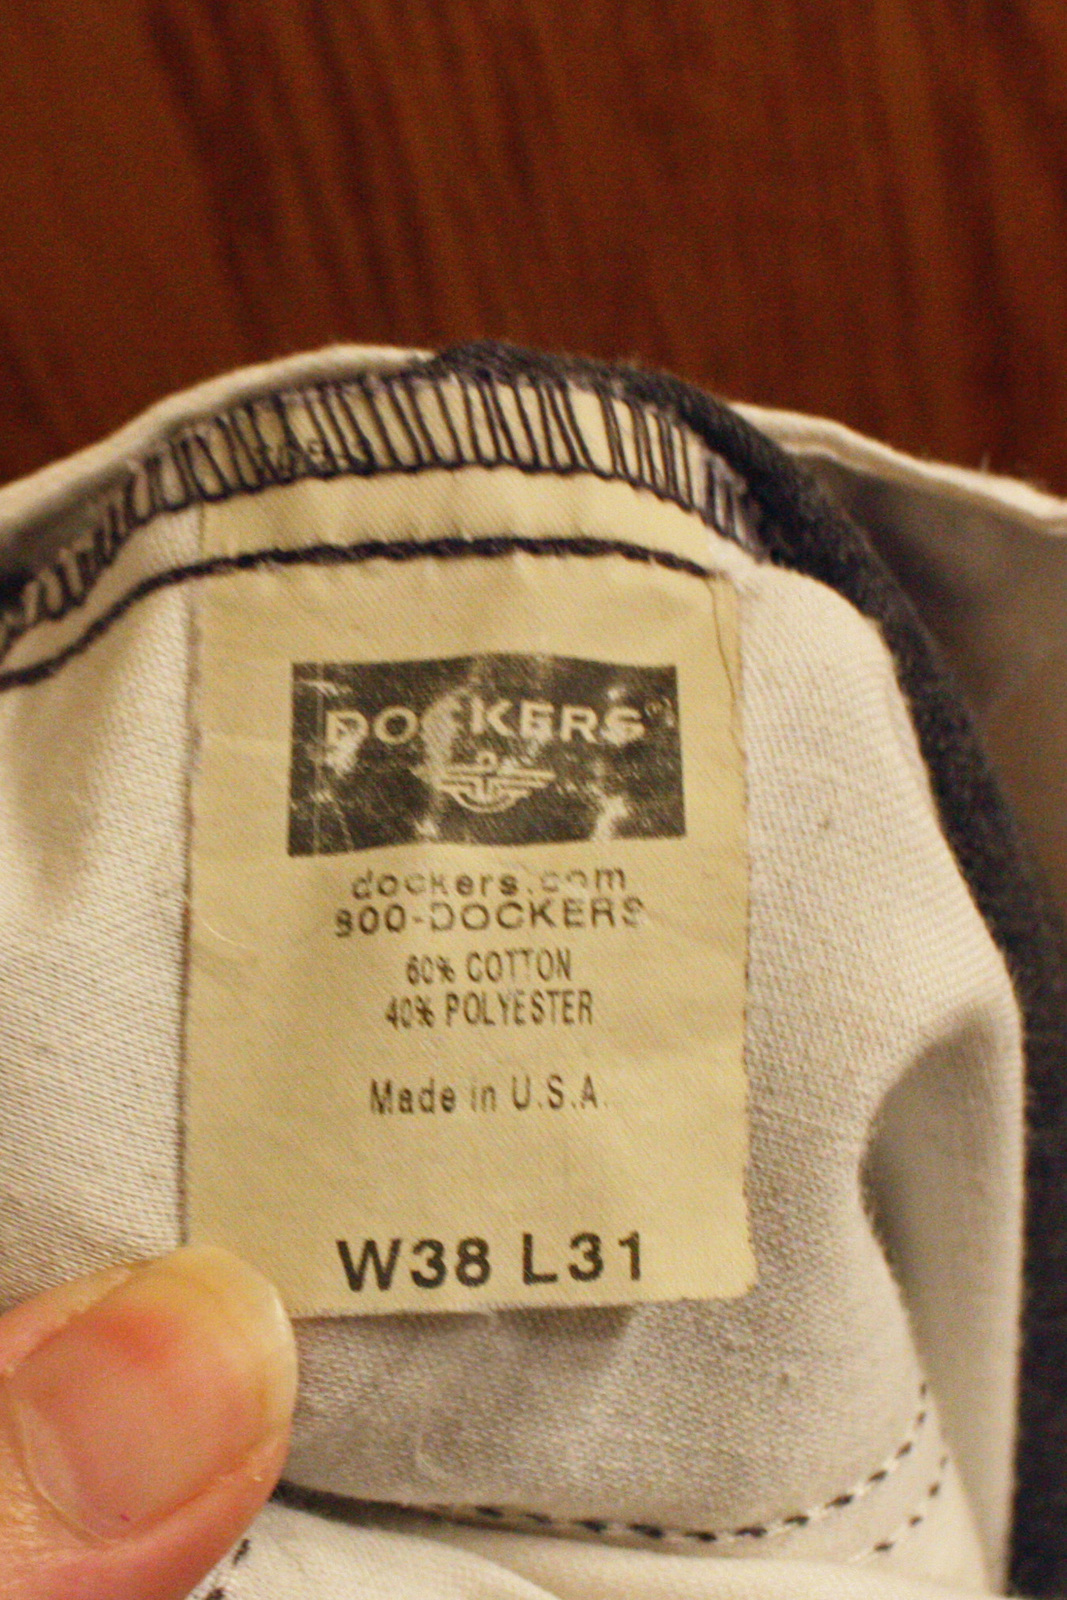 DOCKERS
dockers.com
800-DOCKERS
60% COTTON
40% POLYESTER
Made in U.S.A.
W38 L31